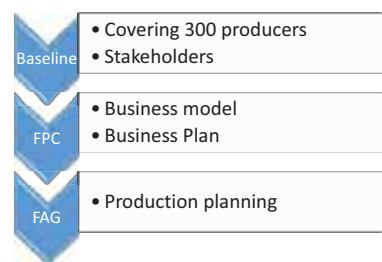 Baseline
• Covering 300 producers
• Stakeholders
FPC
• Business model
• Business Plan
FAG
• Production planning